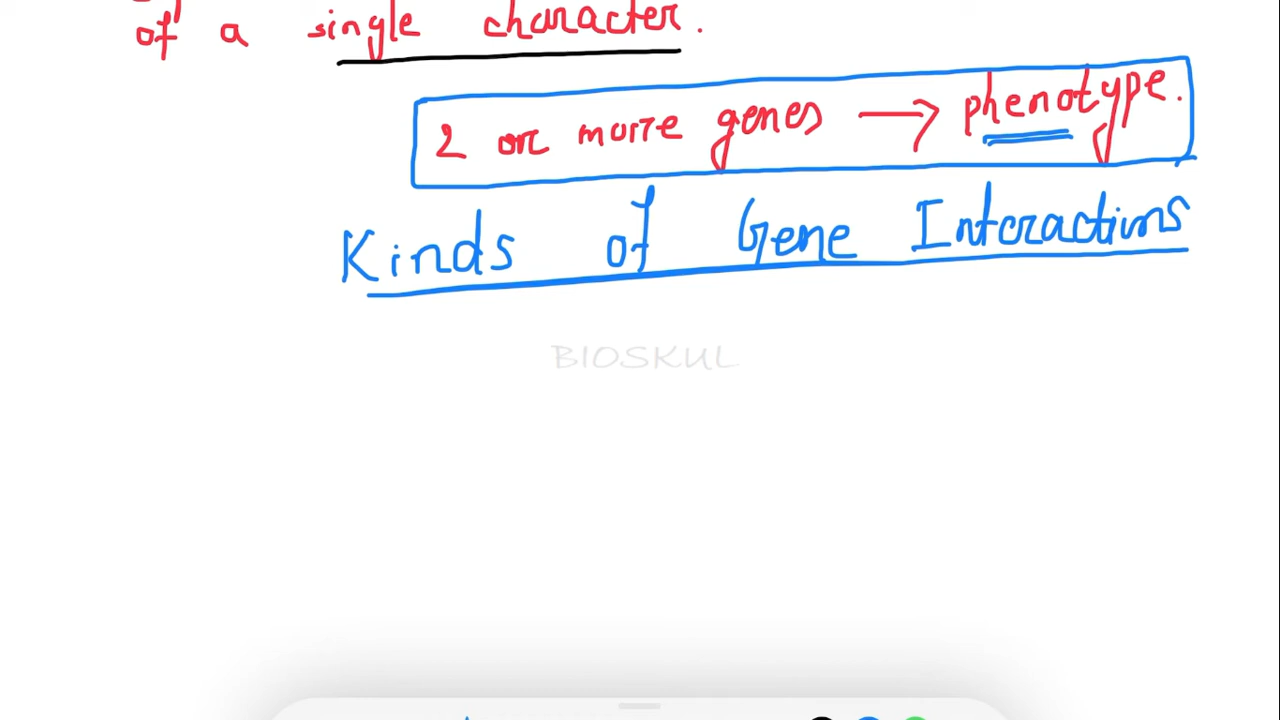 of a single character.
2 or more genes → phenotype.
Kinds of Gene Interactions
BIOSKUL